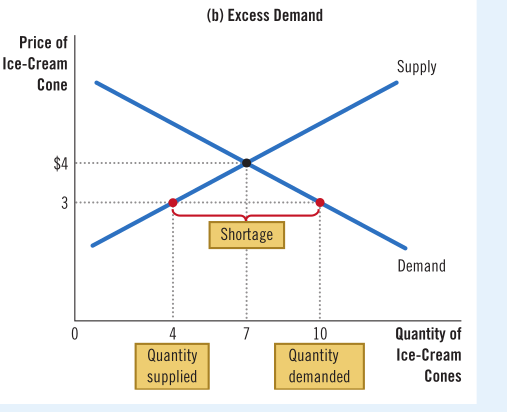 (b) Excess Demand
Price of
Ice-Cream
Cone
Supply
$4
3
Shortage
Demand
0
4
7
10
Quantity of
Ice-Cream
Cones
Quantity
supplied
Quantity
demanded